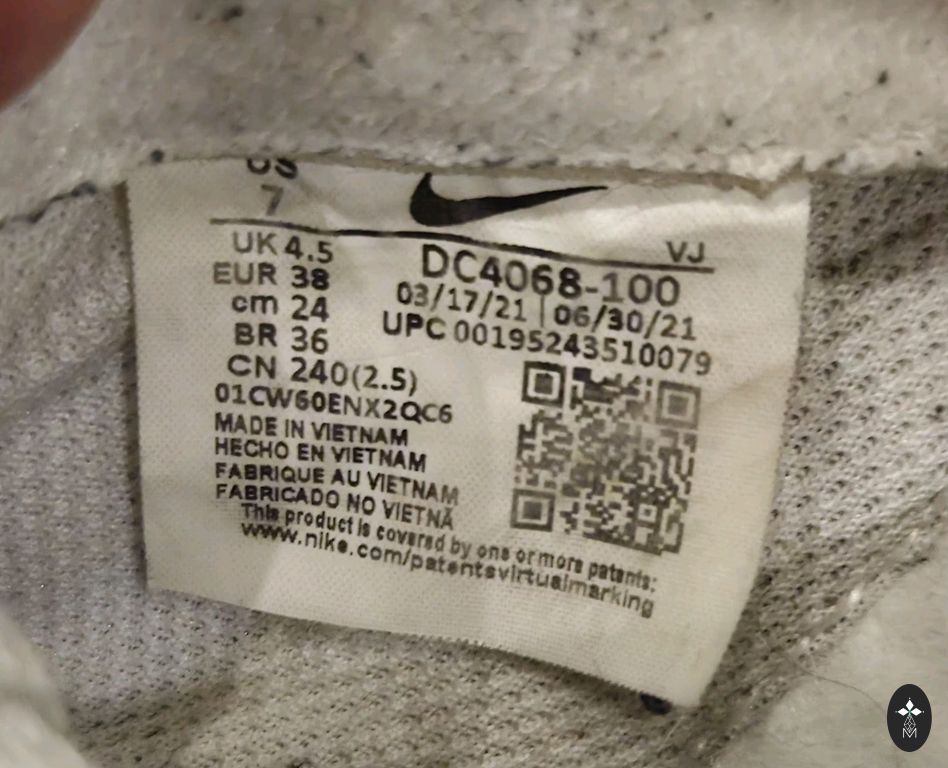 US
7
UK 4.5
EUR 38
cm 24
BR 36
CN 240(2.5)
01CW60ENX2QC6
MADE IN VIETNAM
HECHO EN VIETNAM
FABRIQUE AU VIETNAM
FABRICADO NO VIETNÃ
VJ
DC4068-100
03/17/21 | 06/30/21
UPC 00195243510079
This product is covered by one or more patents:
www.nike.com/patentsvirtualmarking
M